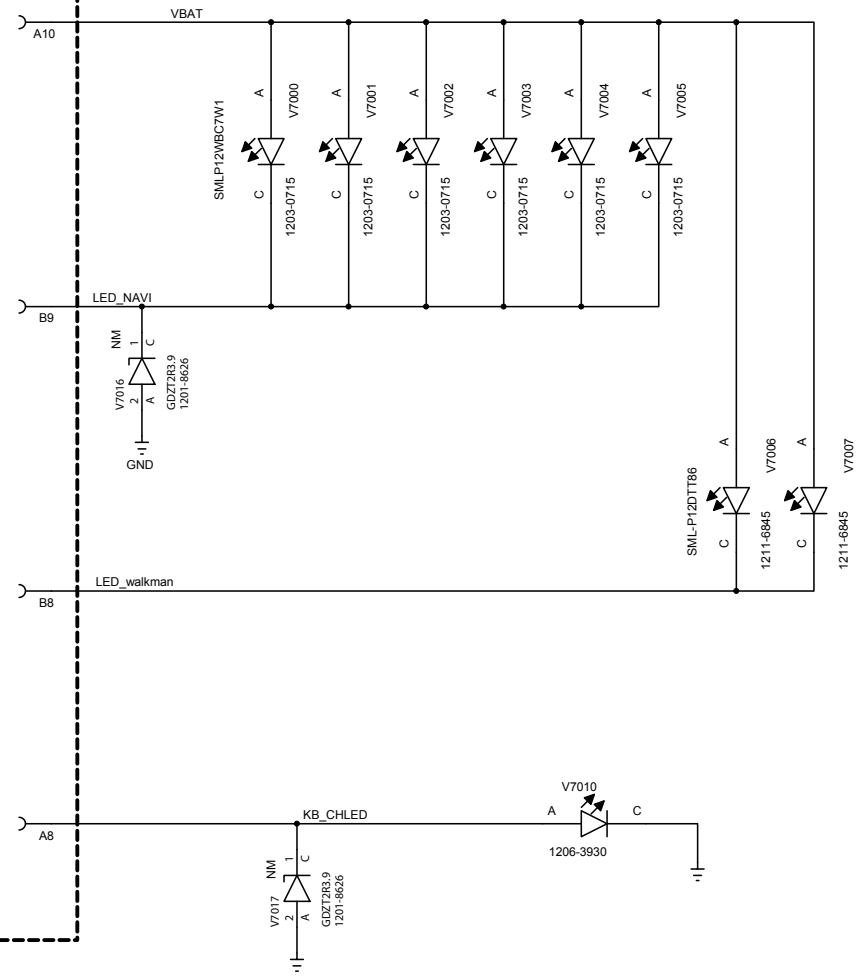 VBAT
A10
SMLP12WBC7W1
A
V7000
C
1203-0715
A
V7001
C
1203-0715
A
V7002
C
1203-0715
A
V7003
C
1203-0715
A
V7004
C
1203-0715
A
V7005
C
1203-0715
LED_NAVI
B9
NM
1
C
V7016
2
A
GDZT2R3.9
1201-8626
GND
SML-P12DTT86
A
V7006
C
1211-6845
A
V7007
C
1211-6845
LED_walkman
B8
KB_CHLED
A8
V7010
A
C
1206-3930
NM
1
C
V7017
2
A
GDZT2R3.9
1201-8626